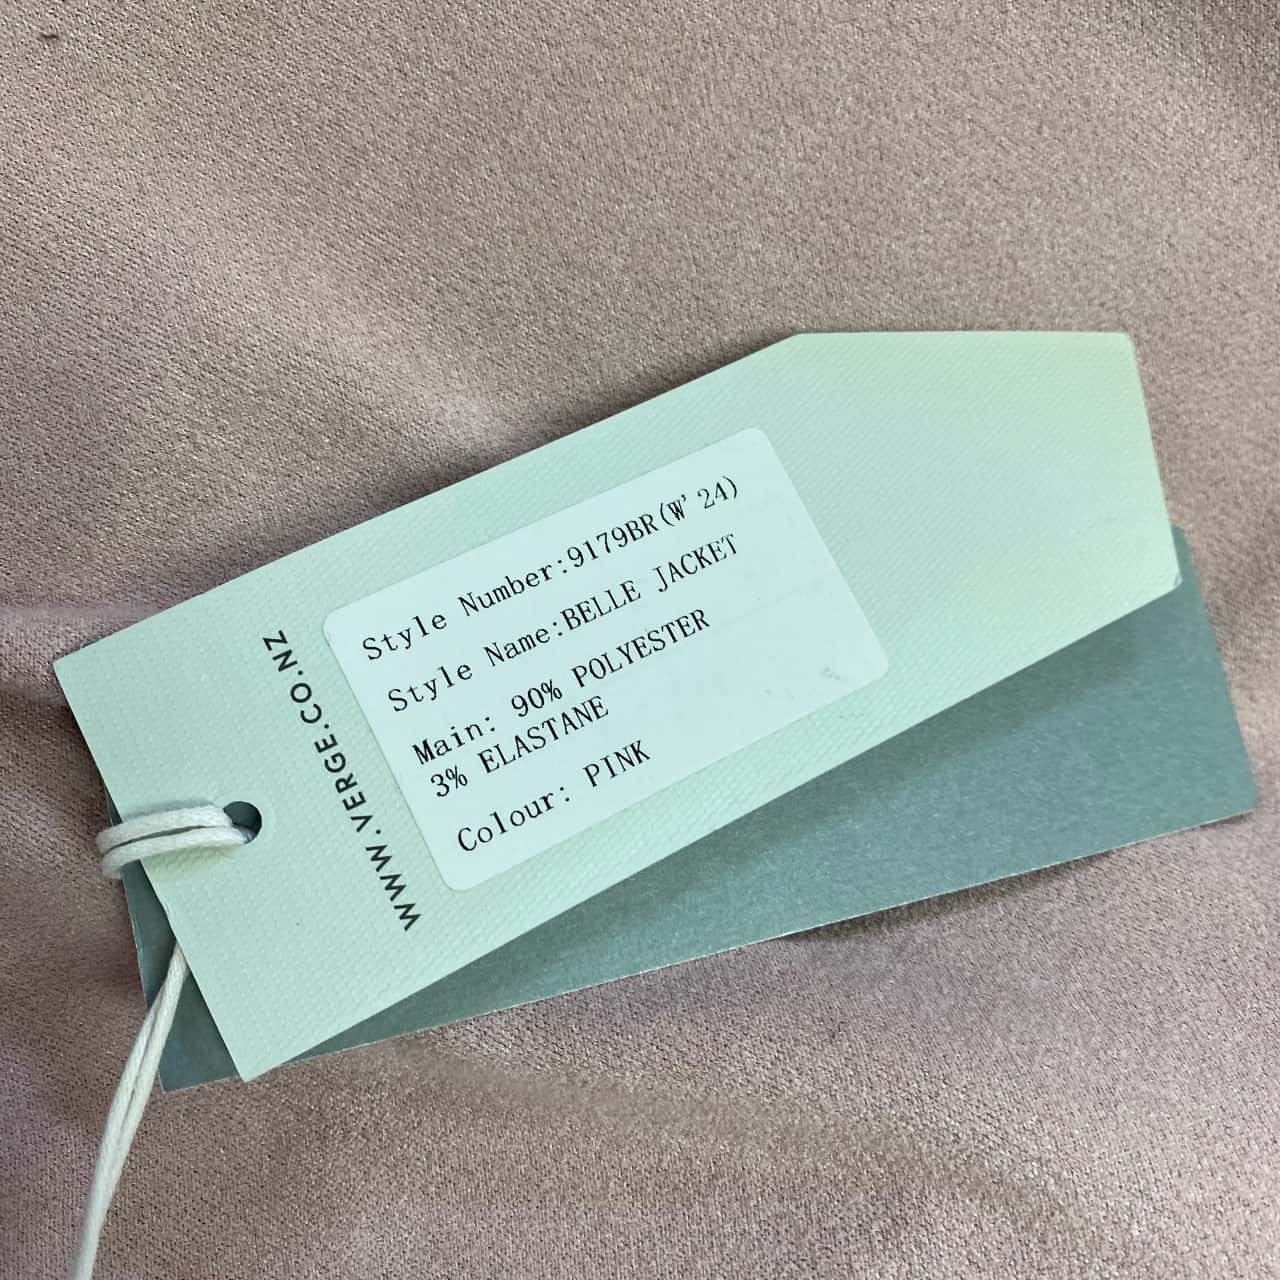 Style Number:9179BR(W'24)
Style Name:BELLE JACKET
Main: 90% POLYESTER
3% ELASTANE
Colour: PINK
WWW.VERGE.CO.NZ